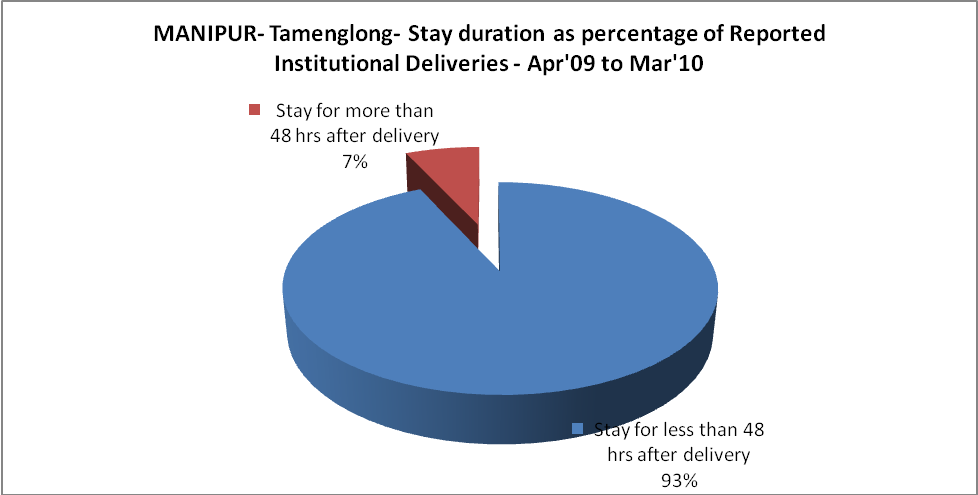 MANIPUR- Tamenglong- Stay duration as percentage of Reported
Institutional Deliveries - Apr'09 to Mar'10
Stay for more than
48 hrs after delivery
7%
Stay for less than 48
hrs after delivery
93%